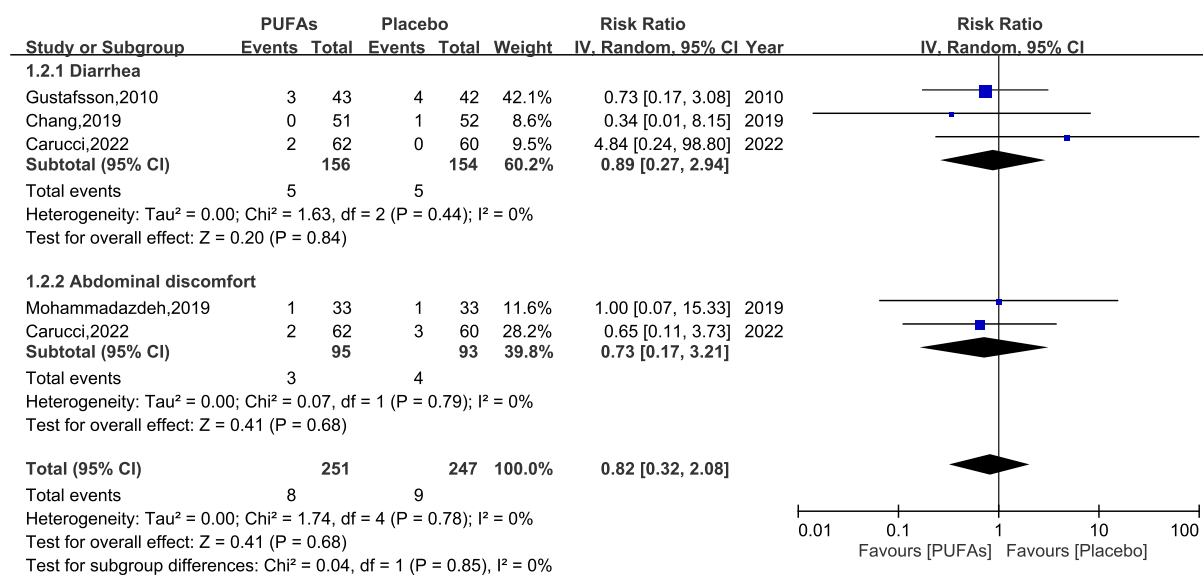 PUFAs Placebo Risk Ratio Risk Ratio
Study or Subgroup Events Total Events Total Weight IV, Random, 95% CI Year IV, Random, 95% CI
1.2.1 Diarrhea
Gustafsson,2010 3 43 4 42 42.1% 0.73 [0.17, 3.08] 2010
Chang,2019 0 51 1 52 8.6% 0.34 [0.01, 8.15] 2019
Carucci,2022 2 62 0 60 9.5% 4.84 [0.24, 98.80] 2022
Subtotal (95% CI) 156 154 60.2% 0.89 [0.27, 2.94]
Total events 5 5
Heterogeneity: Tau² = 0.00; Chi² = 1.63, df = 2 (P = 0.44); I² = 0%
Test for overall effect: Z = 0.20 (P = 0.84)
1.2.2 Abdominal discomfort
Mohammadazdeh,2019 1 33 1 33 11.6% 1.00 [0.07, 15.33] 2019
Carucci,2022 2 62 3 60 28.2% 0.65 [0.11, 3.73] 2022
Subtotal (95% CI) 95 93 39.8% 0.73 [0.17, 3.21]
Total events 3 4
Heterogeneity: Tau² = 0.00; Chi² = 0.07, df = 1 (P = 0.79); I² = 0%
Test for overall effect: Z = 0.41 (P = 0.68)
Total (95% CI) 251 247 100.0% 0.82 [0.32, 2.08]
Total events 8 9
Heterogeneity: Tau² = 0.00; Chi² = 1.74, df = 4 (P = 0.78); I² = 0%
Test for overall effect: Z = 0.41 (P = 0.68)
Test for subgroup differences: Chi² = 0.04, df = 1 (P = 0.85), I² = 0%
0.01 0.1 1 10 100
Favours [PUFAs] Favours [Placebo]